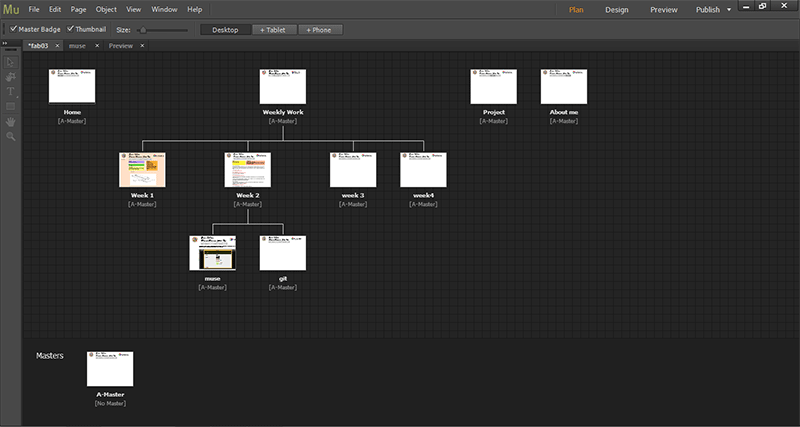 Mu File Edit Page Object View Window Help Plan Design Preview Publish
Master Badge Thumbnail Size: Desktop + Tablet + Phone
*fab03 × muse × Preview ×
Home Weekly Work Project About me
[A-Master] [A-Master] [A-Master] [A-Master]
Week 1 Week 2 week 3 week4
[A-Master] [A-Master] [A-Master] [A-Master]
muse git
[A-Master] [A-Master]
Masters
A-Master
[No Master]